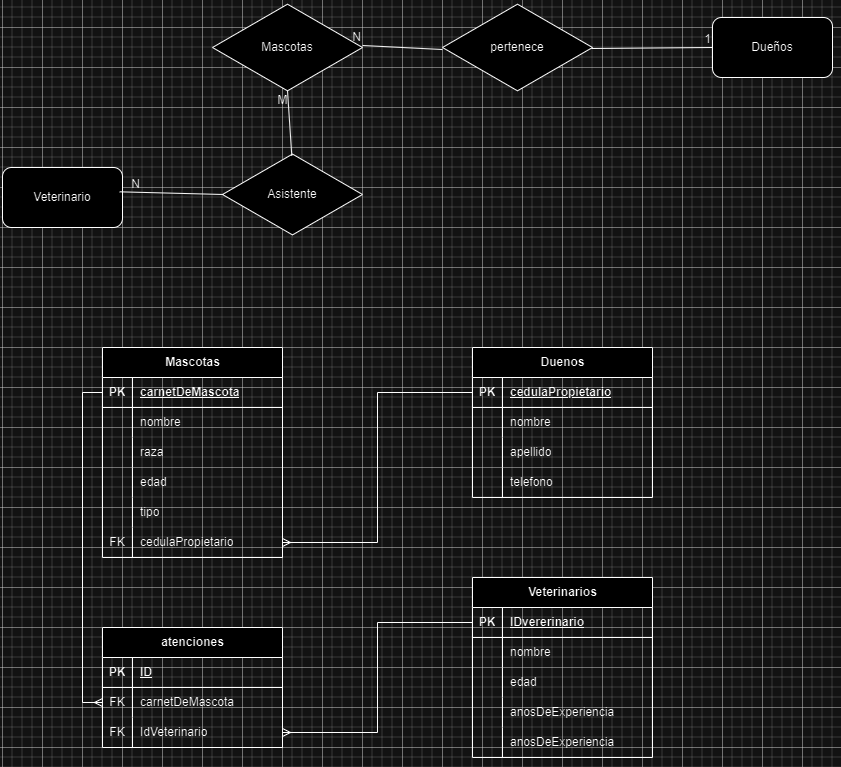 Mascotas
N
pertenece
1
Dueños
M
Veterinario
N
Asistente
Mascotas
PK carnetDeMascota
nombre
raza
edad
tipo
FK cedulaPropietario
Duenos
PK cedulaPropietario
nombre
apellido
telefono
atenciones
PK ID
FK carnetDeMascota
FK IdVeterinario
Veterinarios
PK IDvererinario
nombre
edad
anosDeExperiencia
anosDeExperiencia